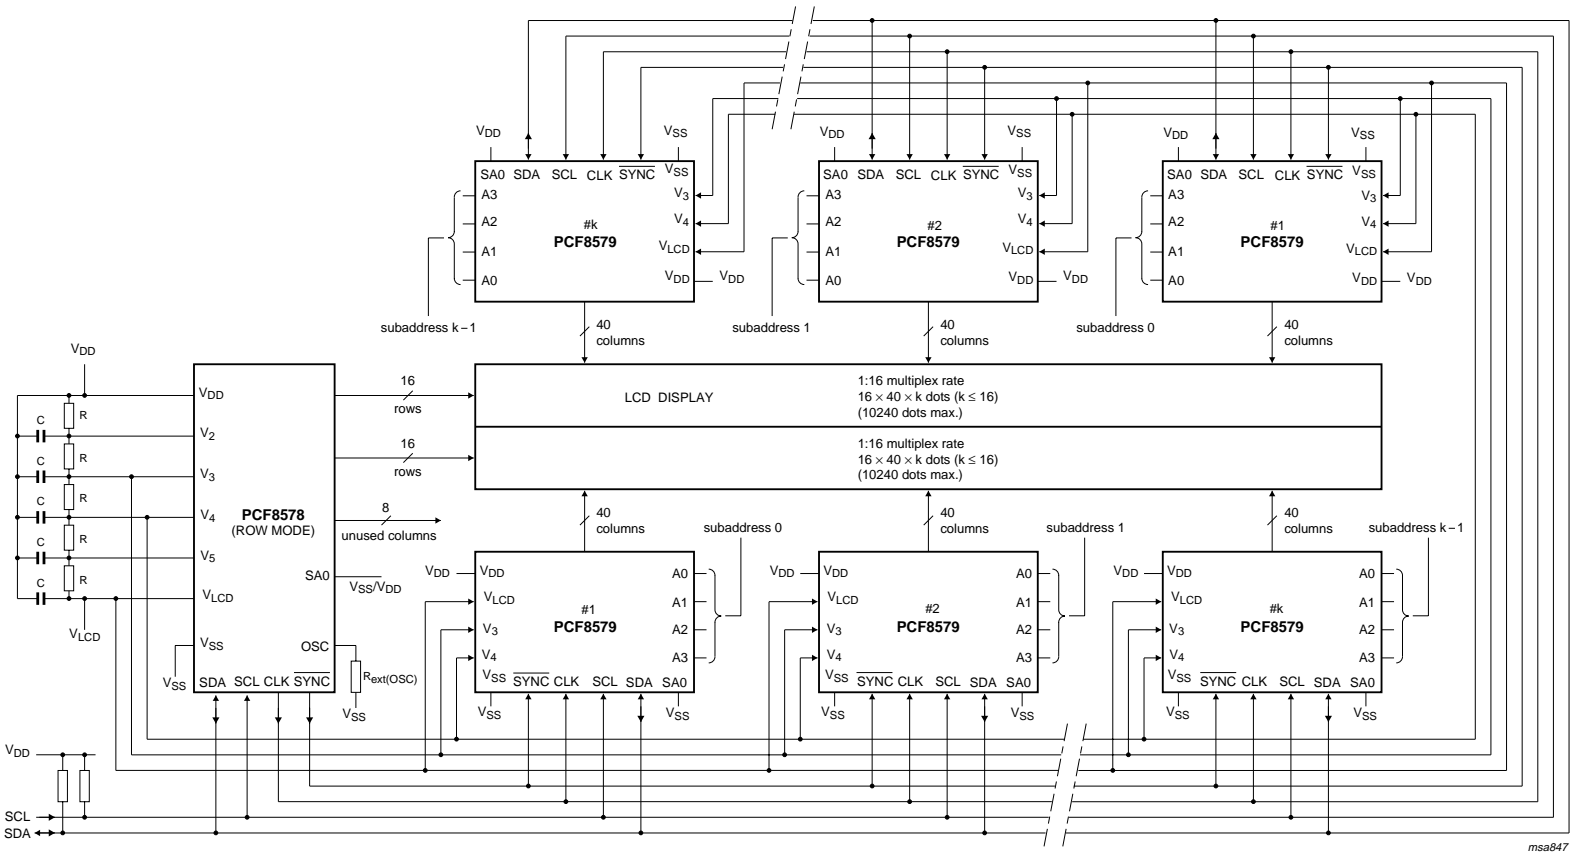 VDD VSS VDD VSS VDD VSS
SA0 SDA SCL CLK SYNC VSS
A3 V3
A2 #k V4
PCF8579
A1 VLCD
A0 VDD VDD
subaddress k−1
40
columns
SA0 SDA SCL CLK SYNC VSS
A3 V3
A2 #2 V4
PCF8579
A1 VLCD
A0 VDD VDD
subaddress 1
40
columns
SA0 SDA SCL CLK SYNC VSS
A3 V3
A2 #1 V4
PCF8579
A1 VLCD
A0 VDD VDD
subaddress 0
40
columns
VDD
C R
C R
C R
C R
C R
VLCD
VDD
V2
V3
V4
V5
VLCD
VSS
VSS
PCF8578
(ROW MODE)
SA0
VSS/VDD
OSC
Rext(OSC)
VSS
SDA SCL CLK SYNC
16
rows
16
rows
8
unused columns
LCD DISPLAY
1:16 multiplex rate
16 × 40 × k dots (k ≤ 16)
(10240 dots max.)
1:16 multiplex rate
16 × 40 × k dots (k ≤ 16)
(10240 dots max.)
40
columns
subaddress 0
VDD VDD A0
VLCD A1
#1
PCF8579
V3 A2
V4 A3
VSS SYNC CLK SCL SDA SA0
VSS VSS
40
columns
subaddress 1
VDD VDD A0
VLCD A1
#2
PCF8579
V3 A2
V4 A3
VSS SYNC CLK SCL SDA SA0
VSS VSS
40
columns
subaddress k−1
VDD VDD A0
VLCD A1
#k
PCF8579
V3 A2
V4 A3
VSS SYNC CLK SCL SDA SA0
VSS VSS
VDD
SCL
SDA
msa847